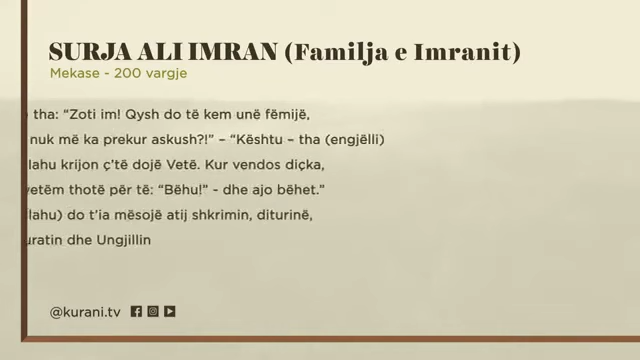 SURJA ALI IMRAN (Familja e Imranit)
Mekase - 200 vargje
tha: “Zoti im! Qysh do të kem unë fëmijë,
nuk më ka prekur askush?!” – “Kështu – tha (engjëlli)
lahu krijon ç’të dojë Vetë. Kur vendos diçka,
vetëm thotë për të: “Bëhu!” - dhe ajo bëhet.”
lahu) do t’ia mësojë atij shkrimin, diturinë,
uratin dhe Ungjillin
@kurani.tv